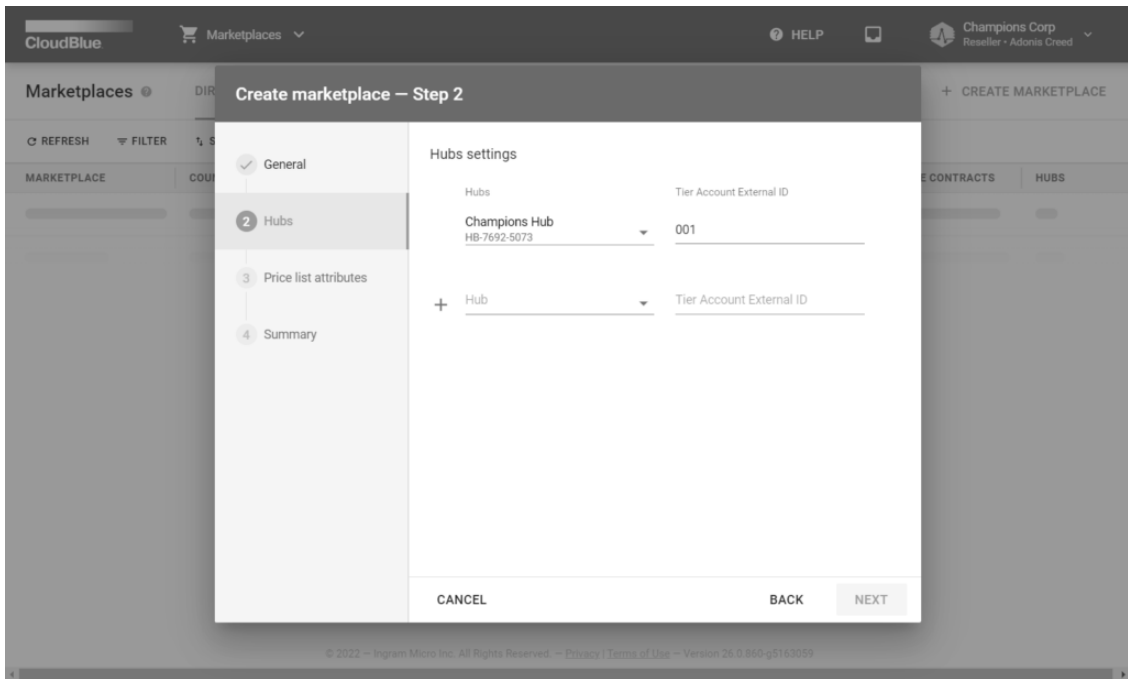 CloudBlue
Marketplaces
HELP
Champions Corp
Reseller • Adonis Creed
Marketplaces
DIR
Create marketplace — Step 2
+ CREATE MARKETPLACE
REFRESH
FILTER
S
MARKETPLACE
COU
E CONTRACTS
HUBS
General
2 Hubs
3 Price list attributes
4 Summary
Hubs settings
Hubs
Tier Account External ID
Champions Hub
HB-7692-5073
001
+ Hub
Tier Account External ID
CANCEL
BACK
NEXT
© 2022 — Ingram Micro Inc. All Rights Reserved. — Privacy | Terms of Use — Version 26.0.860-g5163059